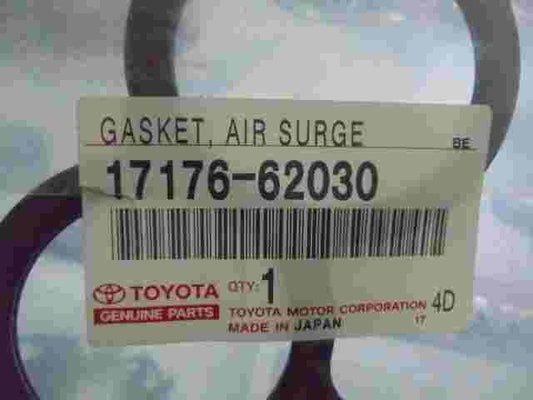 GASKET, AIR SURGE
BE
17176-62030
TOYOTA
GENUINE PARTS
QTY: 1
TOYOTA MOTOR CORPORATION 4D
MADE IN JAPAN 17